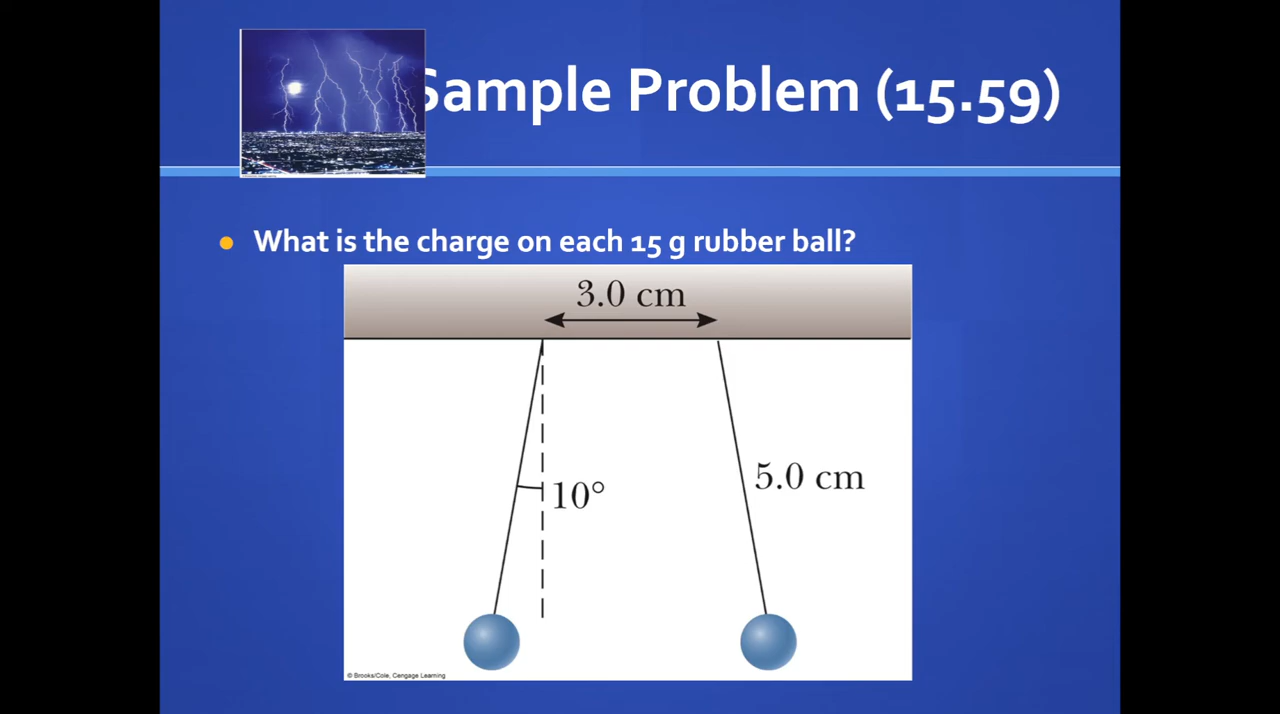 Sample Problem (15.59)
What is the charge on each 15 g rubber ball?
3.0 cm
10°
5.0 cm
© Brooks/Cole, Cengage Learning